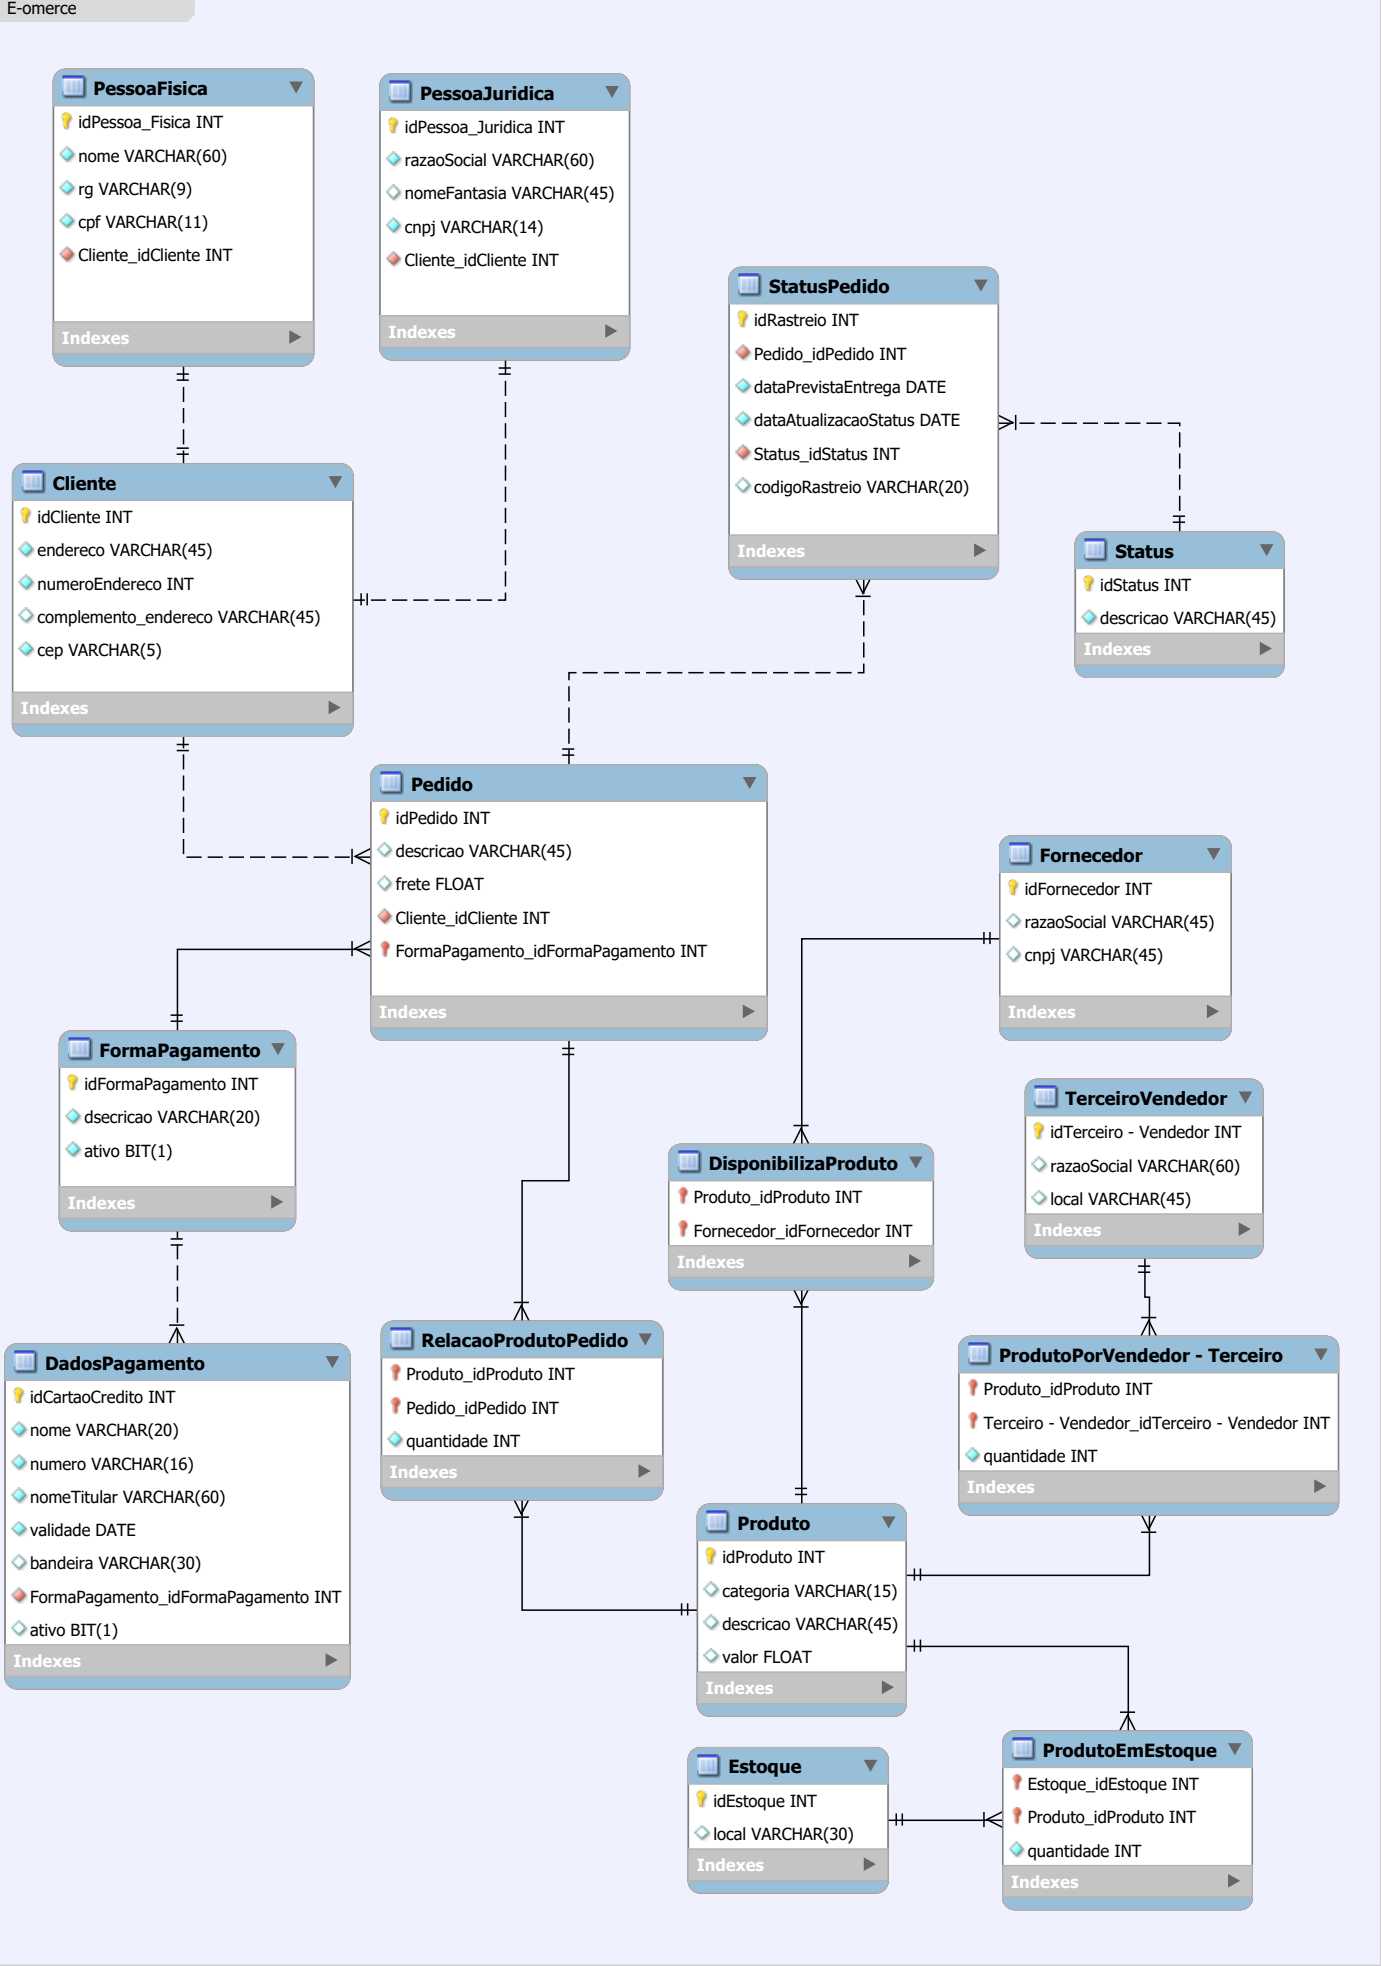 E-omerce
PessoaFisica
idPessoa_Fisica INT
nome VARCHAR(60)
rg VARCHAR(9)
cpf VARCHAR(11)
Cliente_idCliente INT
Indexes
PessoaJuridica
idPessoa_Juridica INT
razaoSocial VARCHAR(60)
nomeFantasia VARCHAR(45)
cnpj VARCHAR(14)
Cliente_idCliente INT
Indexes
StatusPedido
idRastreio INT
Pedido_idPedido INT
dataPrevistaEntrega DATE
dataAtualizacaoStatus DATE
Status_idStatus INT
codigoRastreio VARCHAR(20)
Indexes
Cliente
idCliente INT
endereco VARCHAR(45)
numeroEndereco INT
complemento_endereco VARCHAR(45)
cep VARCHAR(5)
Indexes
Status
idStatus INT
descricao VARCHAR(45)
Indexes
Pedido
idPedido INT
descricao VARCHAR(45)
frete FLOAT
Cliente_idCliente INT
FormaPagamento_idFormaPagamento INT
Indexes
Fornecedor
idFornecedor INT
razaoSocial VARCHAR(45)
cnpj VARCHAR(45)
Indexes
FormaPagamento
idFormaPagamento INT
dsecricao VARCHAR(20)
ativo BIT(1)
Indexes
TerceiroVendedor
idTerceiro - Vendedor INT
razaoSocial VARCHAR(60)
local VARCHAR(45)
Indexes
DisponibilizaProduto
Produto_idProduto INT
Fornecedor_idFornecedor INT
Indexes
RelacaoProdutoPedido
Produto_idProduto INT
Pedido_idPedido INT
quantidade INT
Indexes
ProdutoPorVendedor - Terceiro
Produto_idProduto INT
Terceiro - Vendedor_idTerceiro - Vendedor INT
quantidade INT
Indexes
DadosPagamento
idCartaoCredito INT
nome VARCHAR(20)
numero VARCHAR(16)
nomeTitular VARCHAR(60)
validade DATE
bandeira VARCHAR(30)
FormaPagamento_idFormaPagamento INT
ativo BIT(1)
Indexes
Produto
idProduto INT
categoria VARCHAR(15)
descricao VARCHAR(45)
valor FLOAT
Indexes
Estoque
idEstoque INT
local VARCHAR(30)
Indexes
ProdutoEmEstoque
Estoque_idEstoque INT
Produto_idProduto INT
quantidade INT
Indexes